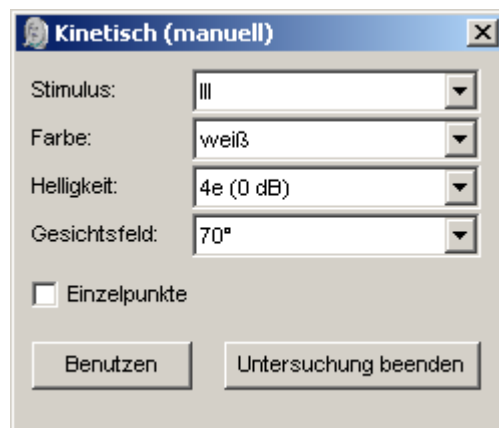 Kinetisch (manuell)
Stimulus: III
Farbe: weiß
Helligkeit: 4e (0 dB)
Gesichtsfeld: 70°
Einzelpunkte
Benutzen Untersuchung beenden